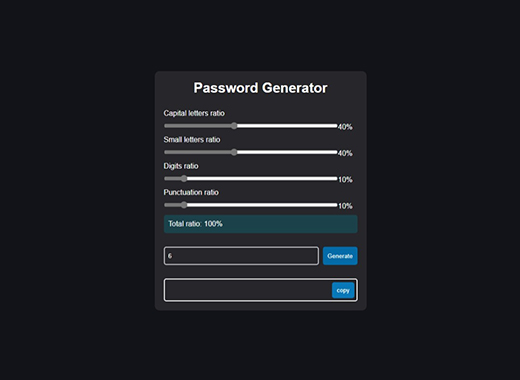 Password Generator
Capital letters ratio
40%
Small letters ratio
40%
Digits ratio
10%
Punctuation ratio
10%
Total ratio: 100%
6
Generate
copy